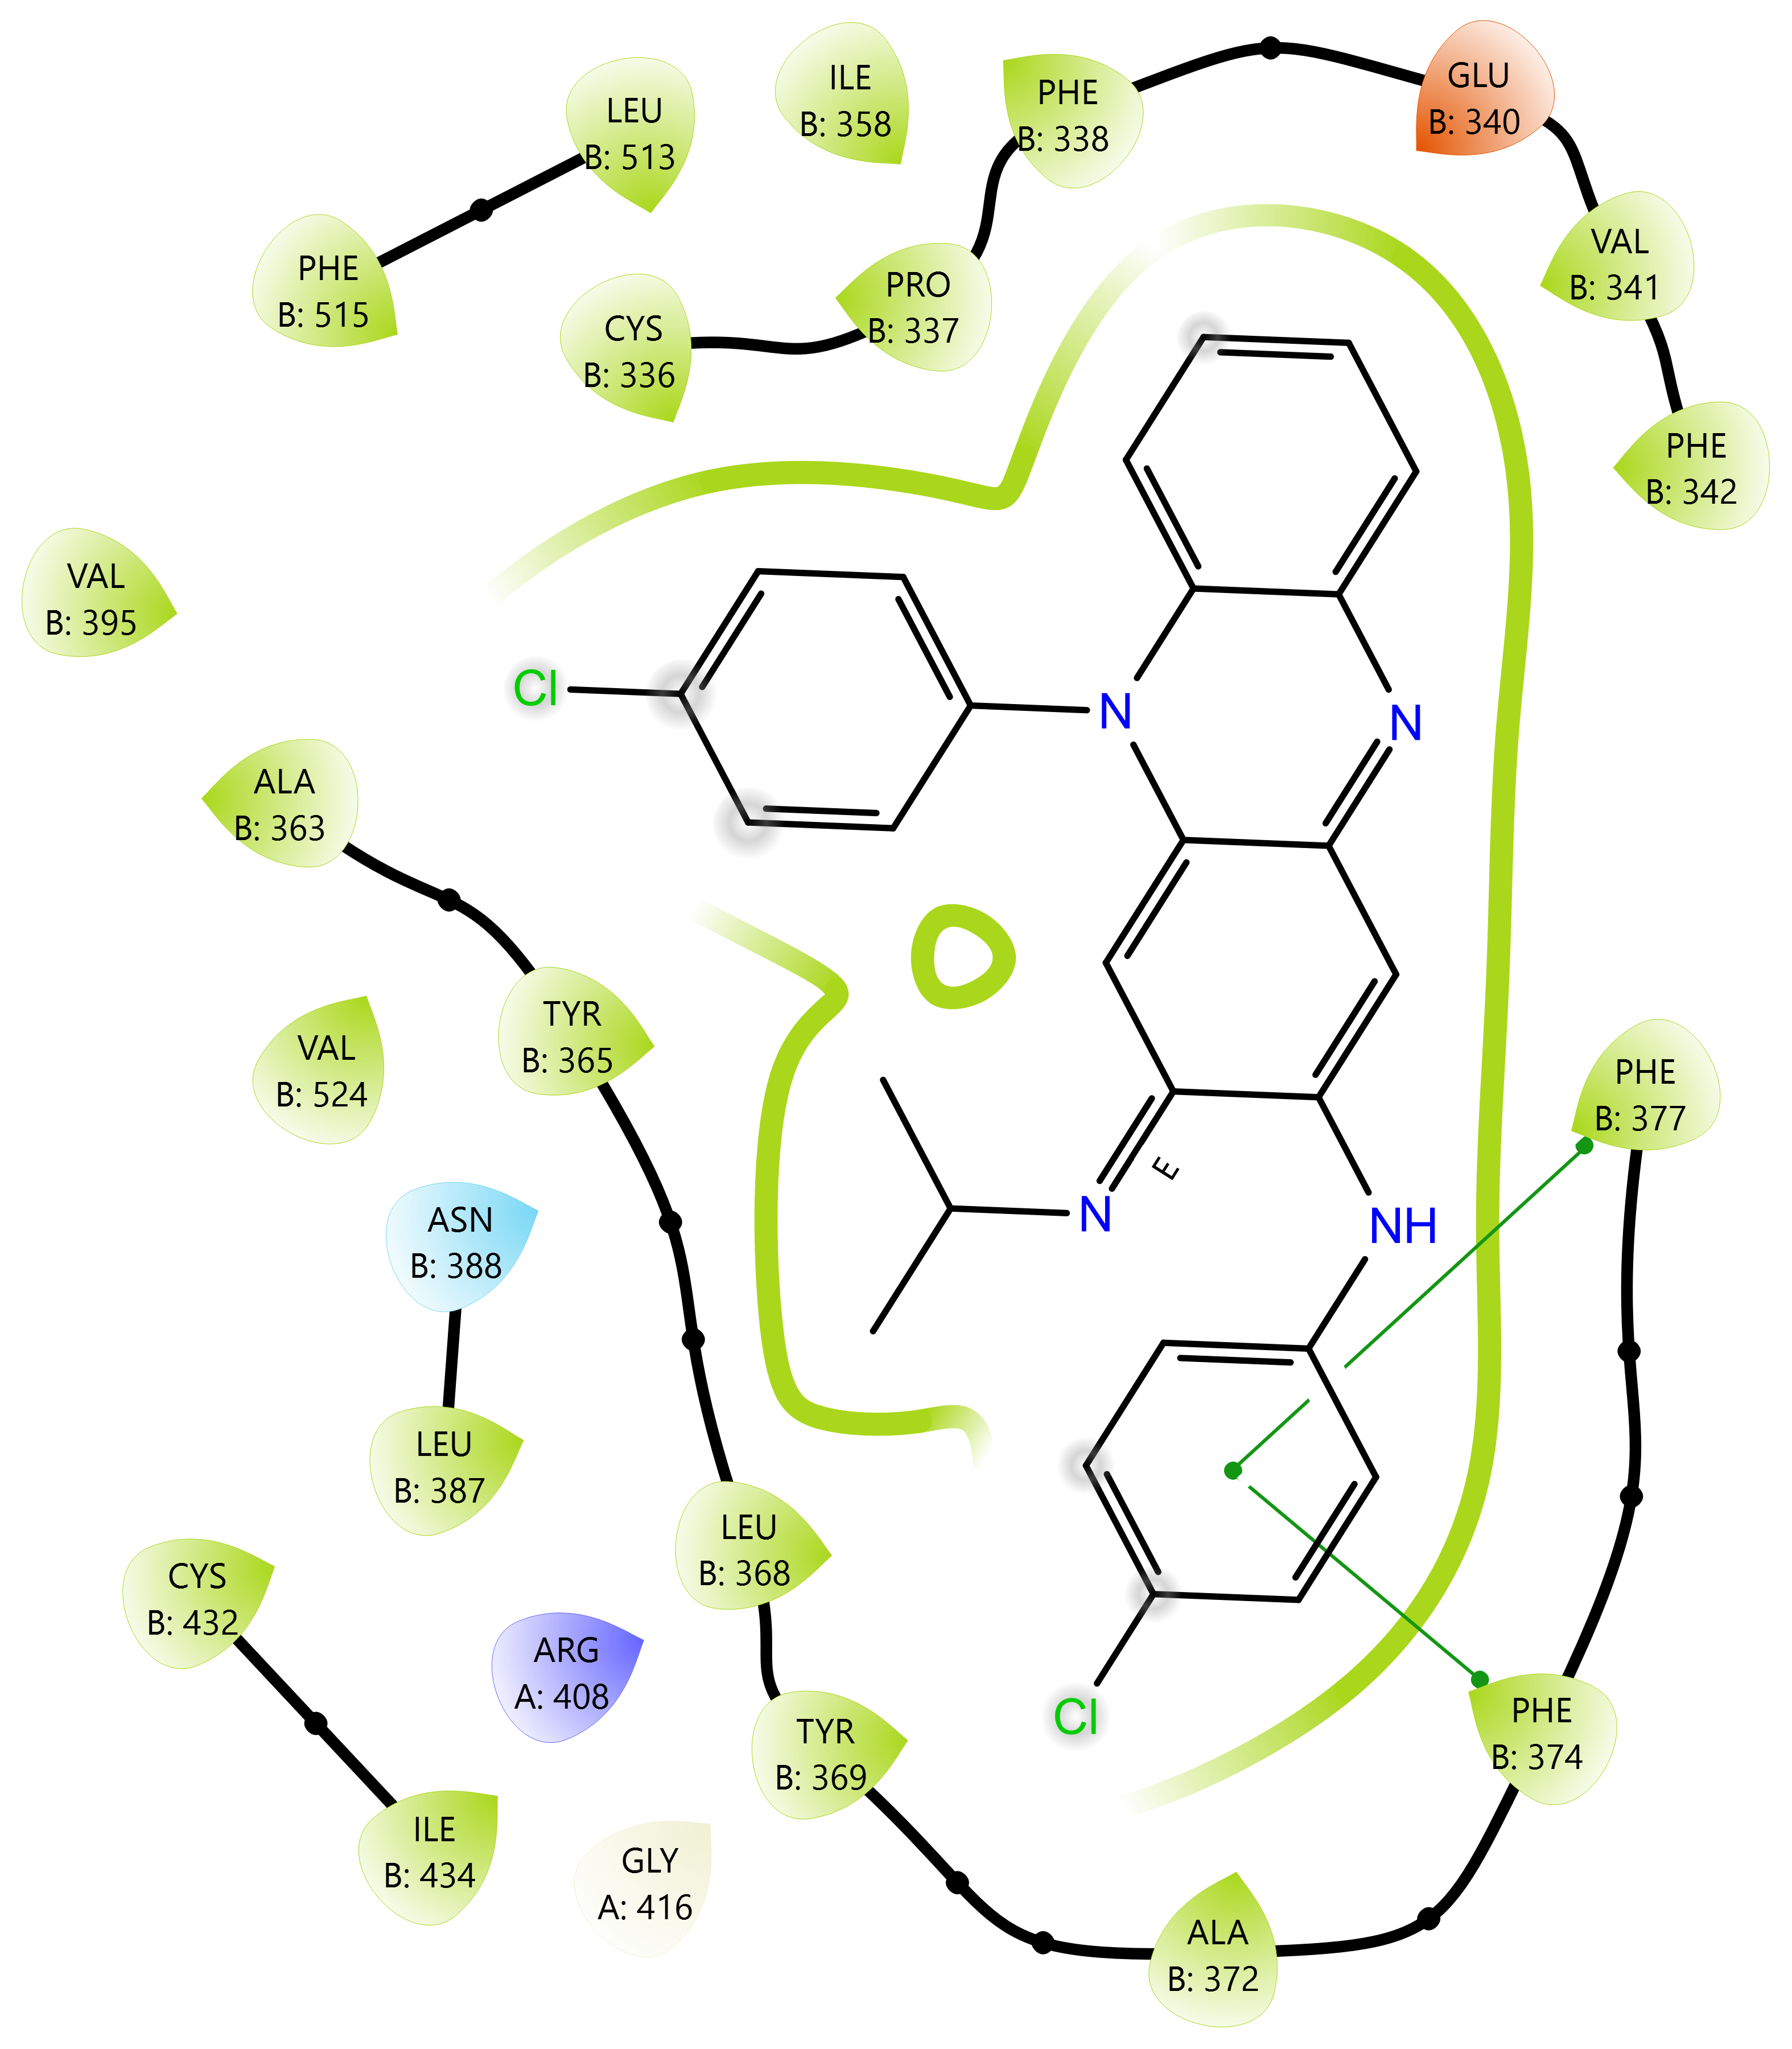 ILE
B: 358
PHE
B: 338
GLU
B: 340
LEU
B: 513
VAL
B: 341
PHE
B: 515
PRO
B: 337
CYS
B: 336
PHE
B: 342
VAL
B: 395
Cl
N
N
ALA
B: 363
TYR
B: 365
VAL
B: 524
PHE
B: 377
E
ASN
B: 388
N
NH
LEU
B: 387
LEU
B: 368
CYS
B: 432
ARG
A: 408
Cl
TYR
B: 369
PHE
B: 374
ILE
B: 434
GLY
A: 416
ALA
B: 372